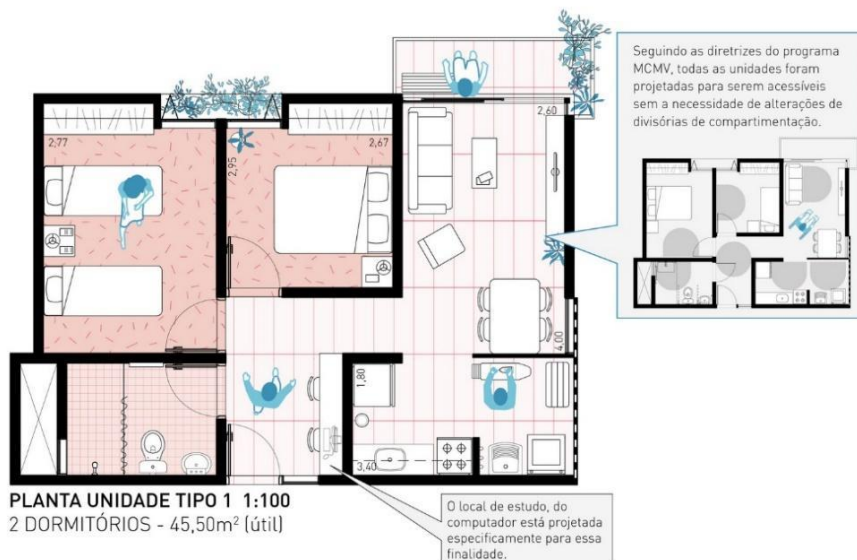 Seguindo as diretrizes do programa
MCMV, todas as unidades foram
projetadas para serem acessíveis
sem a necessidade de alterações de
divisórias de compartimentação.
2,77
2,95
2,67
2,60
4,00
1,80
3,40
PLANTA UNIDADE TIPO 1 1:100
2 DORMITÓRIOS - 45,50m² (útil)
O local de estudo, do
computador está projetada
especificamente para essa
finalidade.